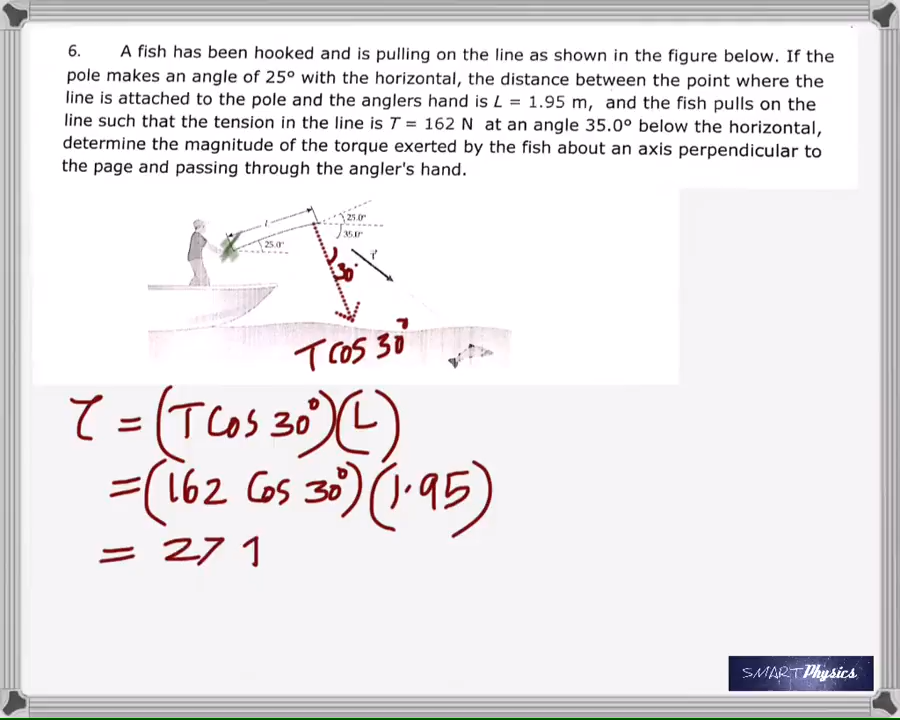 6. A fish has been hooked and is pulling on the line as shown in the figure below. If the
pole makes an angle of 25° with the horizontal, the distance between the point where the
line is attached to the pole and the anglers hand is L = 1.95 m, and the fish pulls on the
line such that the tension in the line is T = 162 N at an angle 35.0° below the horizontal,
determine the magnitude of the torque exerted by the fish about an axis perpendicular to
the page and passing through the angler's hand.
L
25.0°
35.0°
25.0°
30°
T cos 30°
τ = (T Cos 30°)(L)
= (162 Cos 30°)(1.95)
= 271
SMART Physics